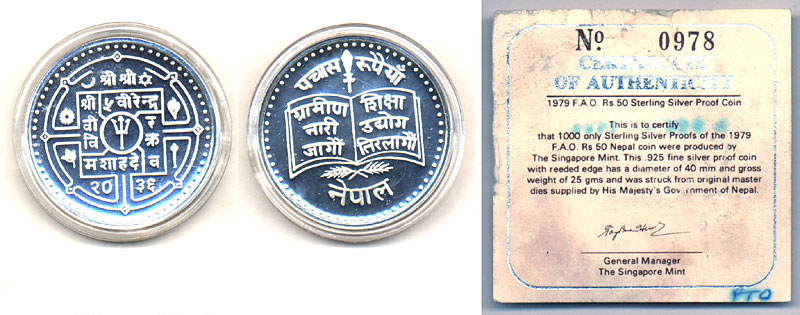 श्री श्री
श्री ५ वीरेन्द्र
वी र
वि क्र
मशाहदे व
२० ३६
पचास रूपैयाँ
ग्रामीण शिक्षा
नारी उद्योग
जागौं तिरलागौं
नेपाल
Nº 0978
CERTIFICATE
OF AUTHENTICITY
1979 F.A.O. Rs 50 Sterling Silver Proof Coin
This is to certify
that 1000 only Sterling Silver Proofs of the 1979
F.A.O. Rs 50 Nepal coin were produced by
The Singapore Mint. This .925 fine silver proof coin
with reeded edge has a diameter of 40 mm and gross
weight of 25 gms and was struck from original master
dies supplied by His Majesty's Government of Nepal.
General Manager
The Singapore Mint
PTO